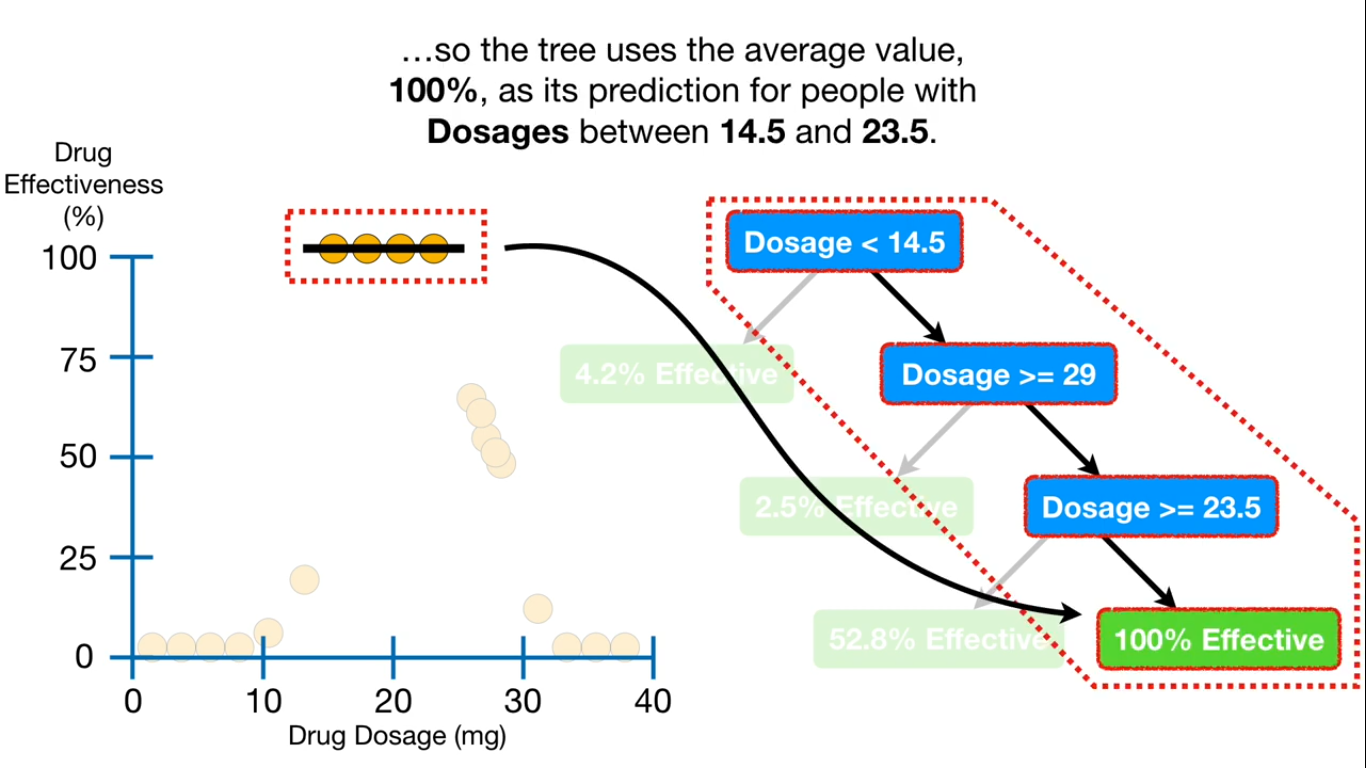 …so the tree uses the average value,
100%, as its prediction for people with
Dosages between 14.5 and 23.5.
Drug
Effectiveness
(%)
100
75
50
25
0
0 10 20 30 40
Drug Dosage (mg)
Dosage < 14.5
4.2% Effective
Dosage >= 29
2.5% Effective
Dosage >= 23.5
52.8% Effective
100% Effective